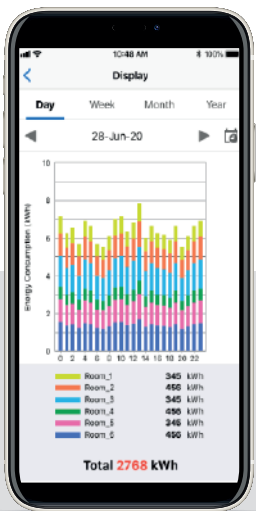 10:48 AM
100%
Display
Day Week Month Year
28-Jun-20
Energy Consumption (kWh)
10
8
6
4
2
0
0 2 4 6 8 10 12 14 16 18 20 22
Room_1 345 kWh
Room_2 456 kWh
Room_3 345 kWh
Room_4 456 kWh
Room_5 345 kWh
Room_6 456 kWh
Total 2768 kWh